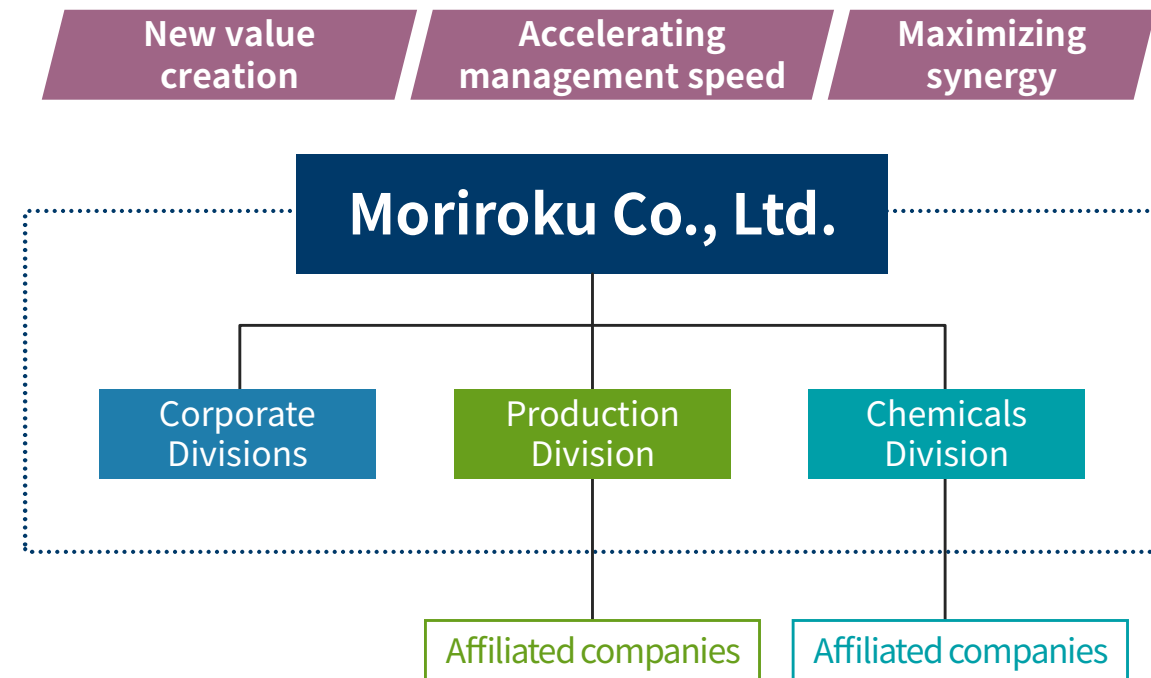 New value
creation
Accelerating
management speed
Maximizing
synergy
Moriroku Co., Ltd.
Corporate
Divisions
Production
Division
Chemicals
Division
Affiliated companies
Affiliated companies